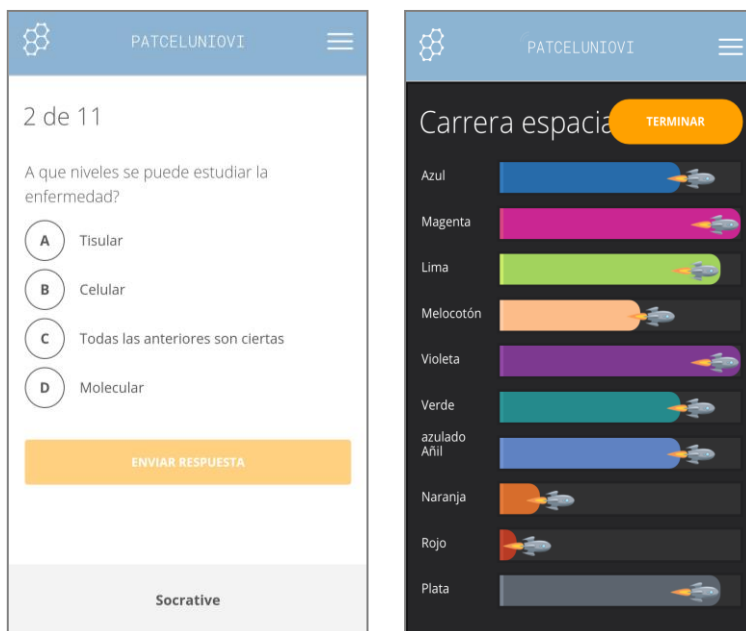 PATCELUNIOVI
2 de 11
A que niveles se puede estudiar la
enfermedad?
A Tisular
B Celular
C Todas las anteriores son ciertas
D Molecular
ENVIAR RESPUESTA
Socrative
PATCELUNIOVI
Carrera espacia
TERMINAR
Azul
Magenta
Lima
Melocotón
Violeta
Verde
azulado
Añil
Naranja
Rojo
Plata